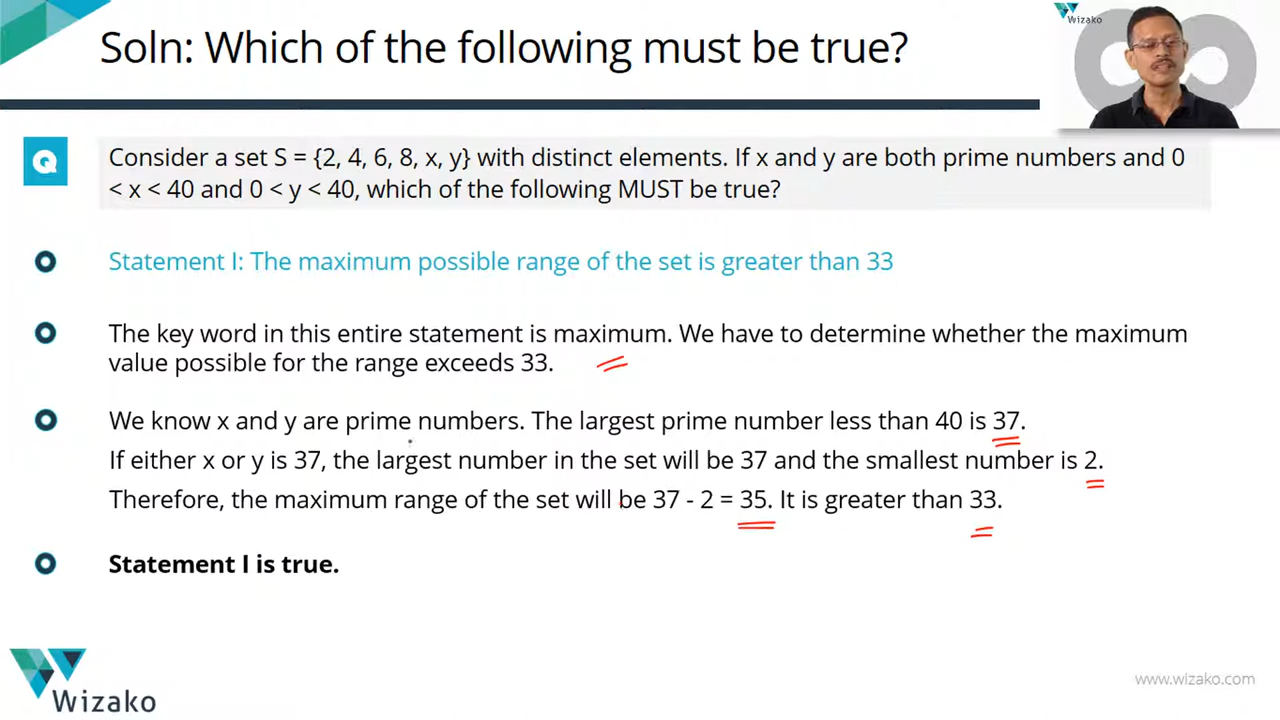 Soln: Which of the following must be true?
Wizako
Q
Consider a set S = {2, 4, 6, 8, x, y} with distinct elements. If x and y are both prime numbers and 0
< x < 40 and 0 < y < 40, which of the following MUST be true?
Statement I: The maximum possible range of the set is greater than 33
The key word in this entire statement is maximum. We have to determine whether the maximum
value possible for the range exceeds 33.
We know x and y are prime numbers. The largest prime number less than 40 is 37.
If either x or y is 37, the largest number in the set will be 37 and the smallest number is 2.
Therefore, the maximum range of the set will be 37 - 2 = 35. It is greater than 33.
Statement I is true.
Wizako
www.wizako.com